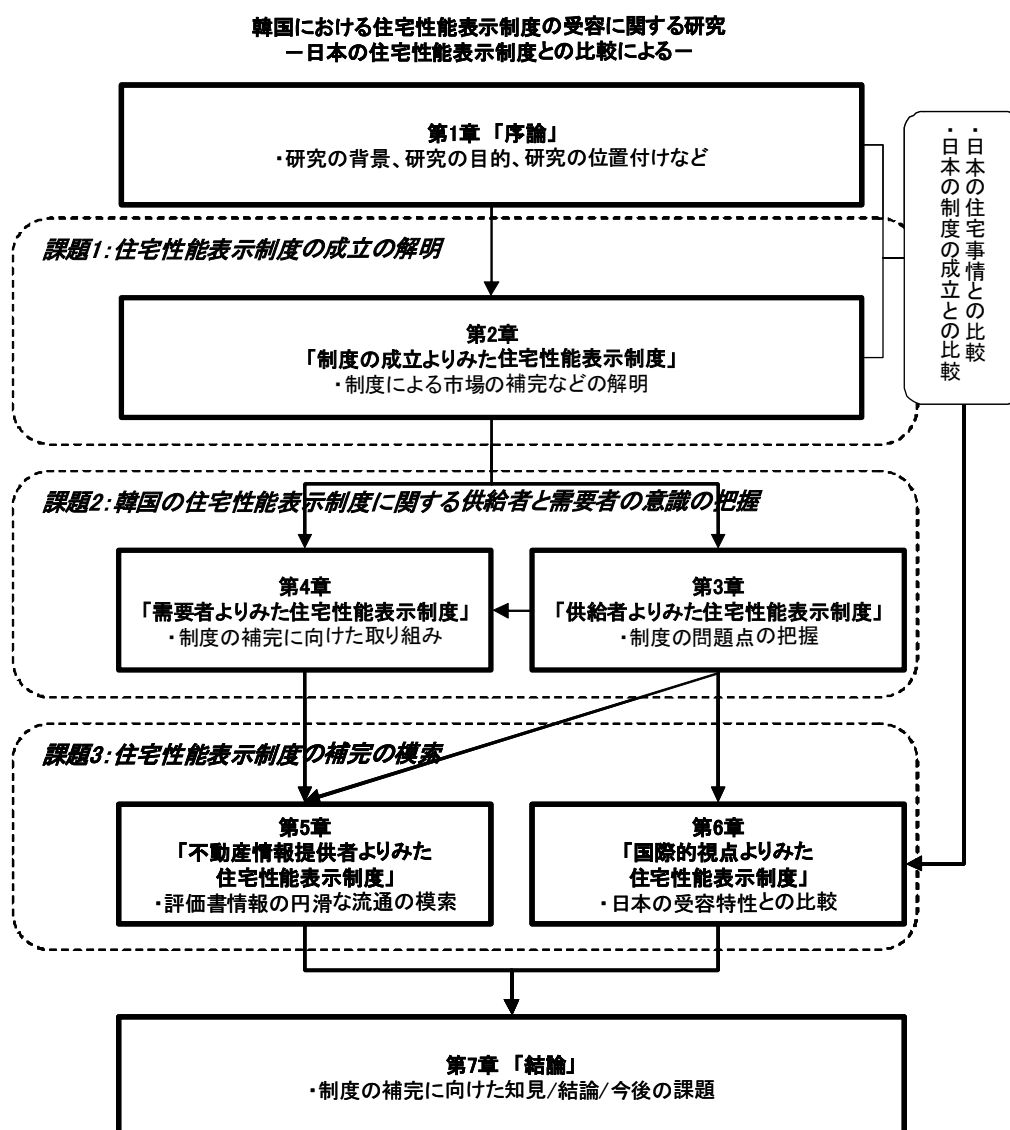 韓国における住宅性能表示制度の受容に関する研究
－日本の住宅性能表示制度との比較による－
第1章 「序論」
・研究の背景、研究の目的、研究の位置付けなど
・日本の住宅事情との比較
・日本の制度の成立との比較
課題1：住宅性能表示制度の成立の解明
第2章
「制度の成立よりみた住宅性能表示制度」
・制度による市場の補完などの解明
課題2：韓国の住宅性能表示制度に関する供給者と需要者の意識の把握
第4章
「需要者よりみた住宅性能表示制度」
・制度の補完に向けた取り組み
第3章
「供給者よりみた住宅性能表示制度」
・制度の問題点の把握
課題3：住宅性能表示制度の補完の模索
第5章
「不動産情報提供者よりみた
住宅性能表示制度」
・評価書情報の円滑な流通の模索
第6章
「国際的視点よりみた
住宅性能表示制度」
・日本の受容特性との比較
第7章 「結論」
・制度の補完に向けた知見/結論/今後の課題